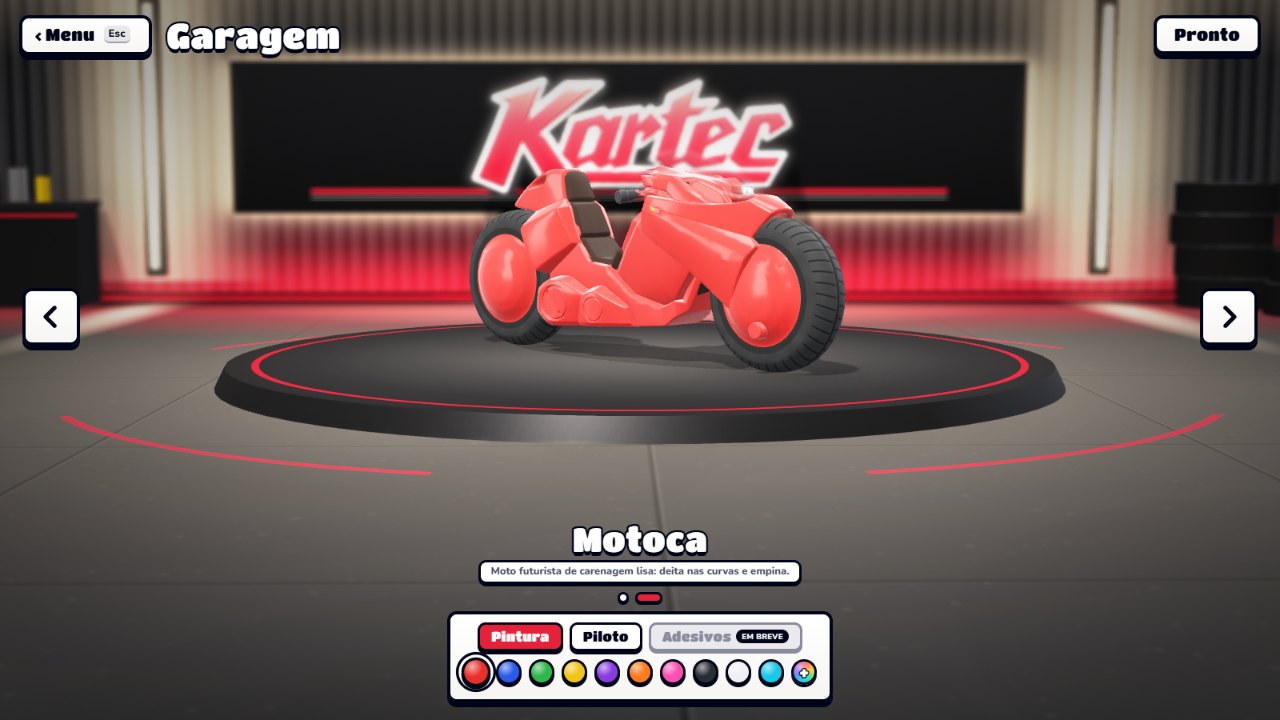 ‹ Menu Esc
Garagem
Pronto
Kartec
Motoca
Moto futurista de carenagem lisa: deita nas curvas e empina.
Pintura
Piloto
Adesivos EM BREVE